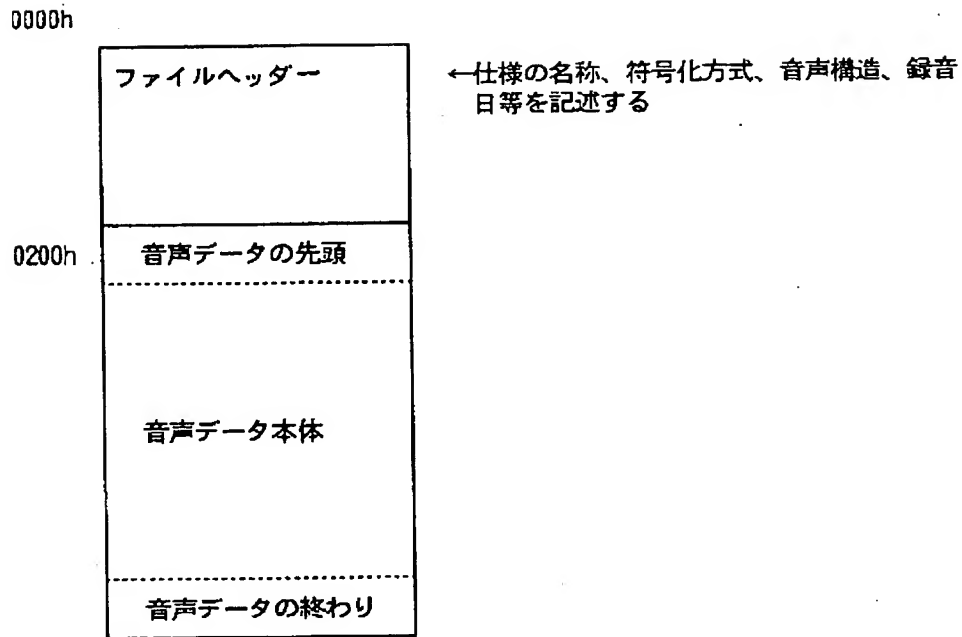 0000h
ファイルヘッダー
←仕様の名称、符号化方式、音声構造、録音
日等を記述する
0200h
音声データの先頭
音声データ本体
音声データの終わり